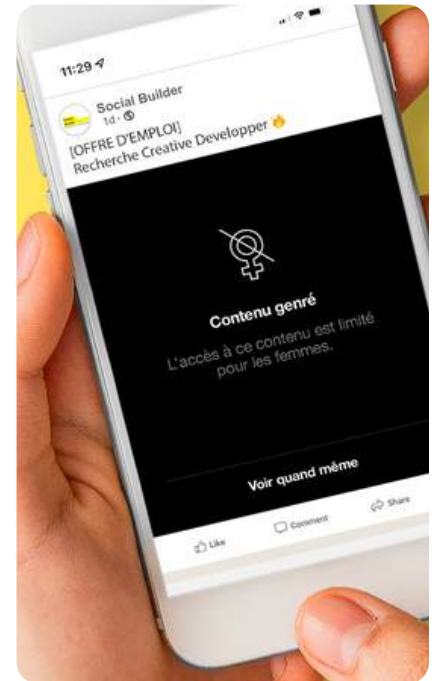 11:29
Social Builder
1d ·
[OFFRE D'EMPLOI]
Recherche Creative Developper 🔥
Contenu genré
L'accès à ce contenu est limité
pour les femmes.
Voir quand même
Like Comment Share